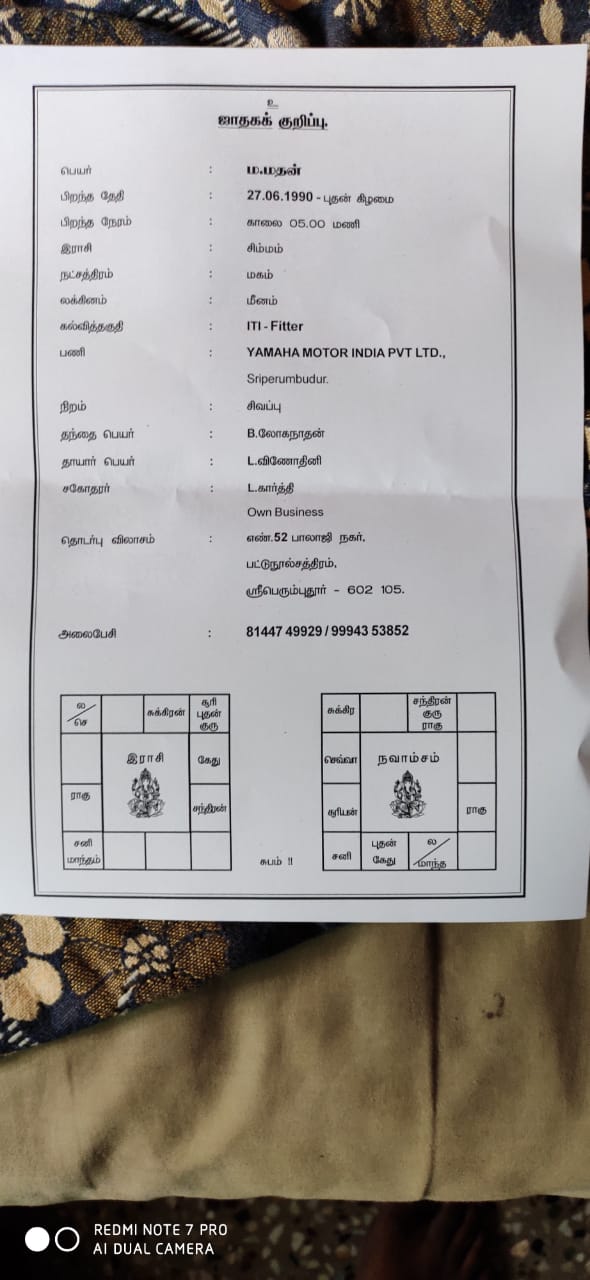 உ
ஜாதகக் குறிப்பு.
பெயர் : ம.மதன்
பிறந்த தேதி : 27.06.1990 - புதன் கிழமை
பிறந்த நேரம் : காலை 05.00 மணி
இராசி : சிம்மம்
நட்சத்திரம் : மகம்
லக்கினம் : மீனம்
கல்வித்தகுதி : ITI - Fitter
பணி : YAMAHA MOTOR INDIA PVT LTD.,
Sriperumbudur.
நிறம் : சிவப்பு
தந்தை பெயர் : B.லோகநாதன்
தாயார் பெயர் : L.வினோதினி
சகோதரர் : L.கார்த்தி
Own Business
தொடர்பு விலாசம் : எண்.52 பாலாஜி நகர்,
பட்டுநூல்சத்திரம்,
ஸ்ரீபெரும்புதூர் - 602 105.
அலைபேசி : 81447 49929 / 99943 53852
ல/செ சுக்கிரன் சூரி புதன் குரு
இராசி கேது
ராகு சந்திரன்
சனி மாந்தம்
சுக்கிர சந்திரன் குரு ராகு
செவ்வா நவாம்சம்
சூரியன் ராகு
சனி புதன் கேது ல/மாந்த
சுபம் !!
REDMI NOTE 7 PRO
AI DUAL CAMERA